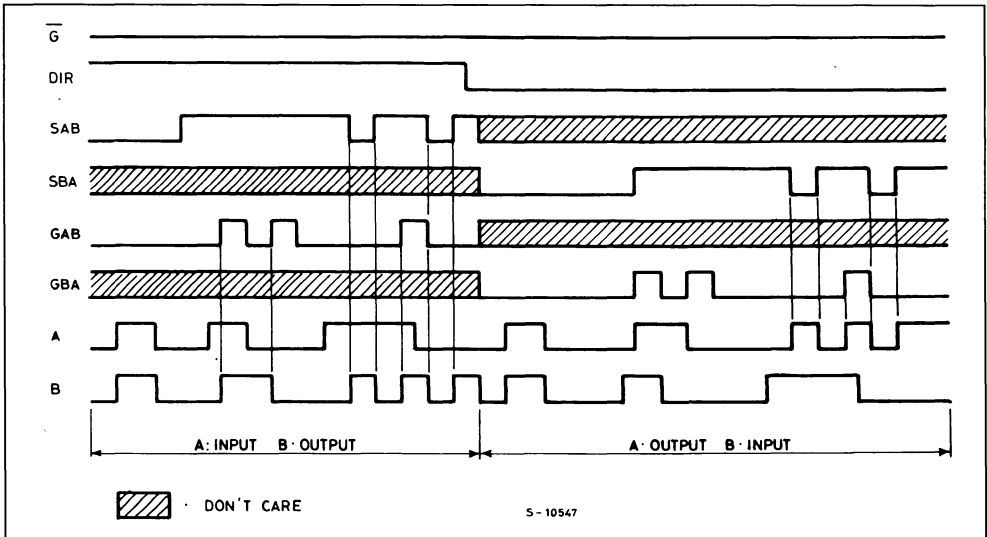 G
DIR
SAB
SBA
GAB
GBA
A
B
A: INPUT B· OUTPUT
A· OUTPUT B· INPUT
· DON'T CARE
S-10547